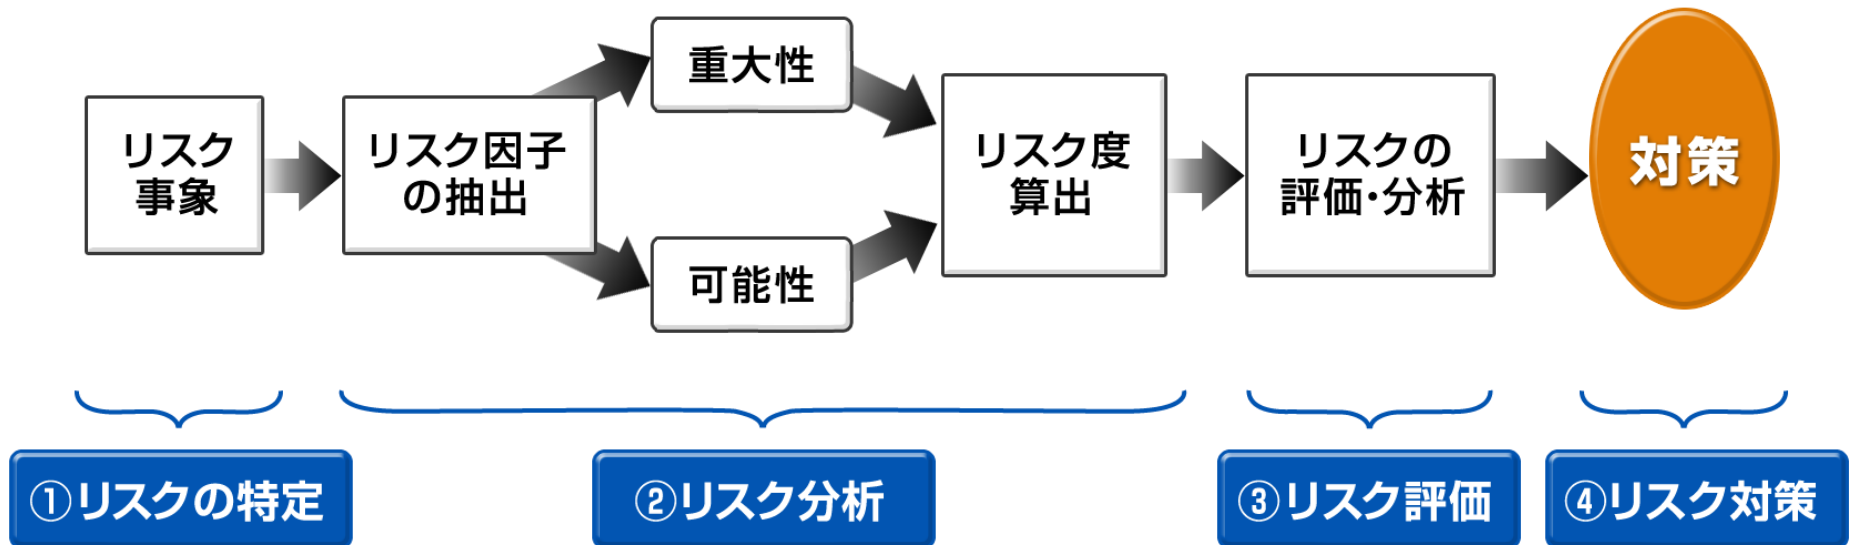 リスク
事象
リスク因子
の抽出
重大性
可能性
リスク度
算出
リスクの
評価・分析
対策
①リスクの特定
②リスク分析
③リスク評価
④リスク対策